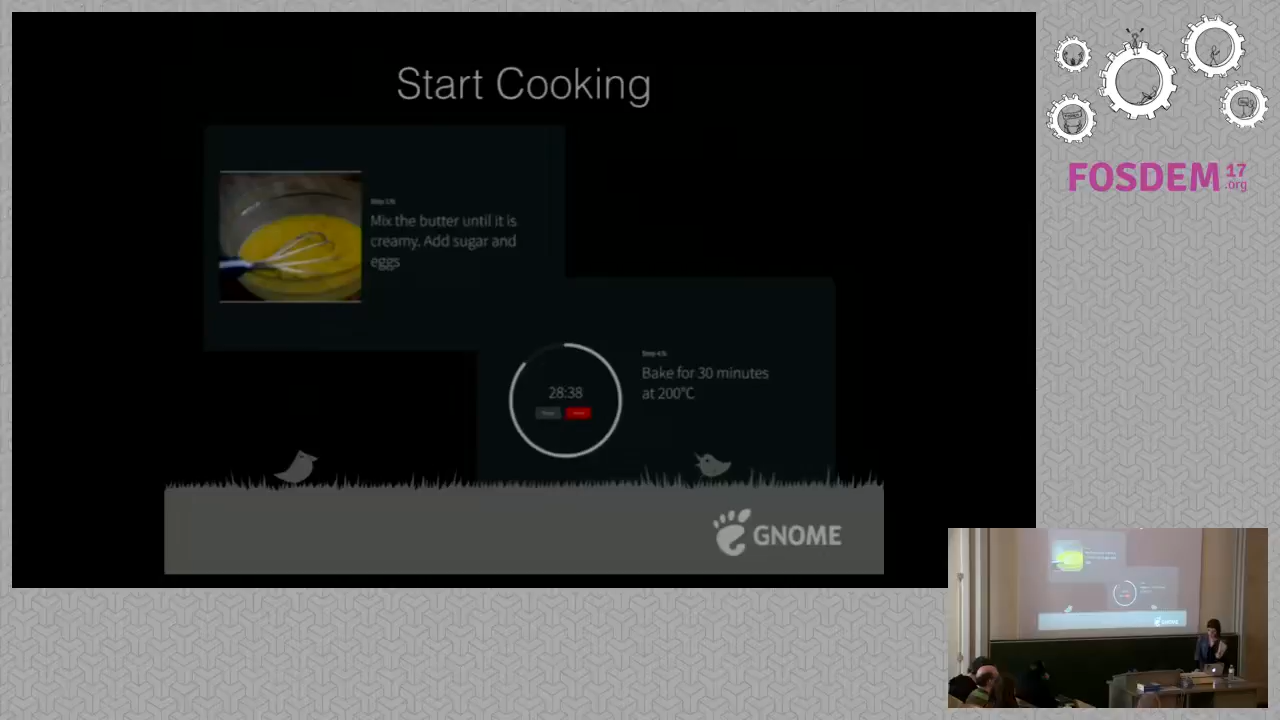 Start Cooking
Mix the butter until it is
creamy. Add sugar and
eggs
28:38
Bake for 30 minutes
at 200°C
GNOME
FOSDEM 17
.org